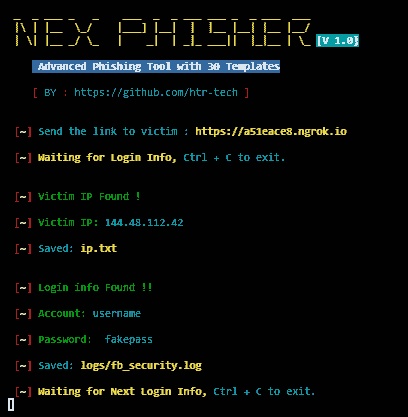 NEXPHISHER [V 1.0]
Advanced Phishing Tool with 30 Templates
[ BY : https://github.com/htr-tech ]
[~] Send the link to victim : https://a51eace8.ngrok.io
[~] Waiting for Login Info, Ctrl + C to exit.
[~] Victim IP Found !
[~] Victim IP: 144.48.112.42
[~] Saved: ip.txt
[~] Login info Found !!
[~] Account: username
[~] Password: fakepass
[~] Saved: logs/fb_security.log
[~] Waiting for Next Login Info, Ctrl + C to exit.